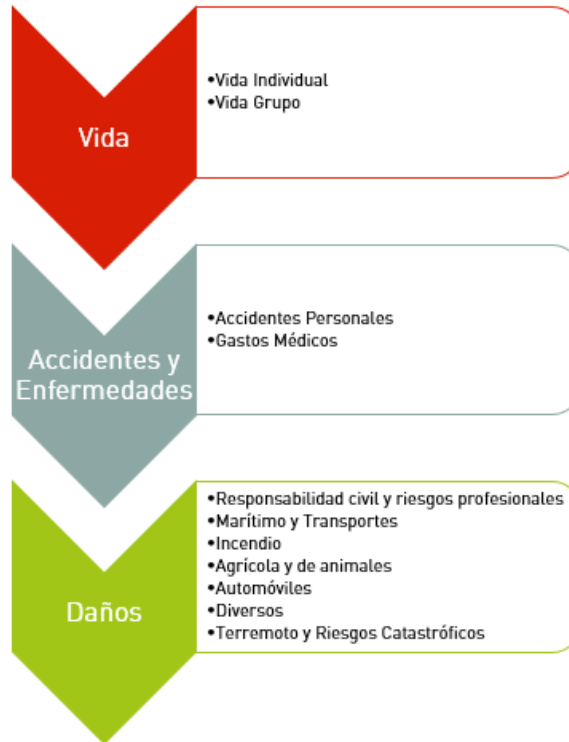 Vida
•Vida Individual
•Vida Grupo
Accidentes y
Enfermedades
•Accidentes Personales
•Gastos Médicos
Daños
•Responsabilidad civil y riesgos profesionales
•Marítimo y Transportes
•Incendio
•Agrícola y de animales
•Automóviles
•Diversos
•Terremoto y Riesgos Catastróficos